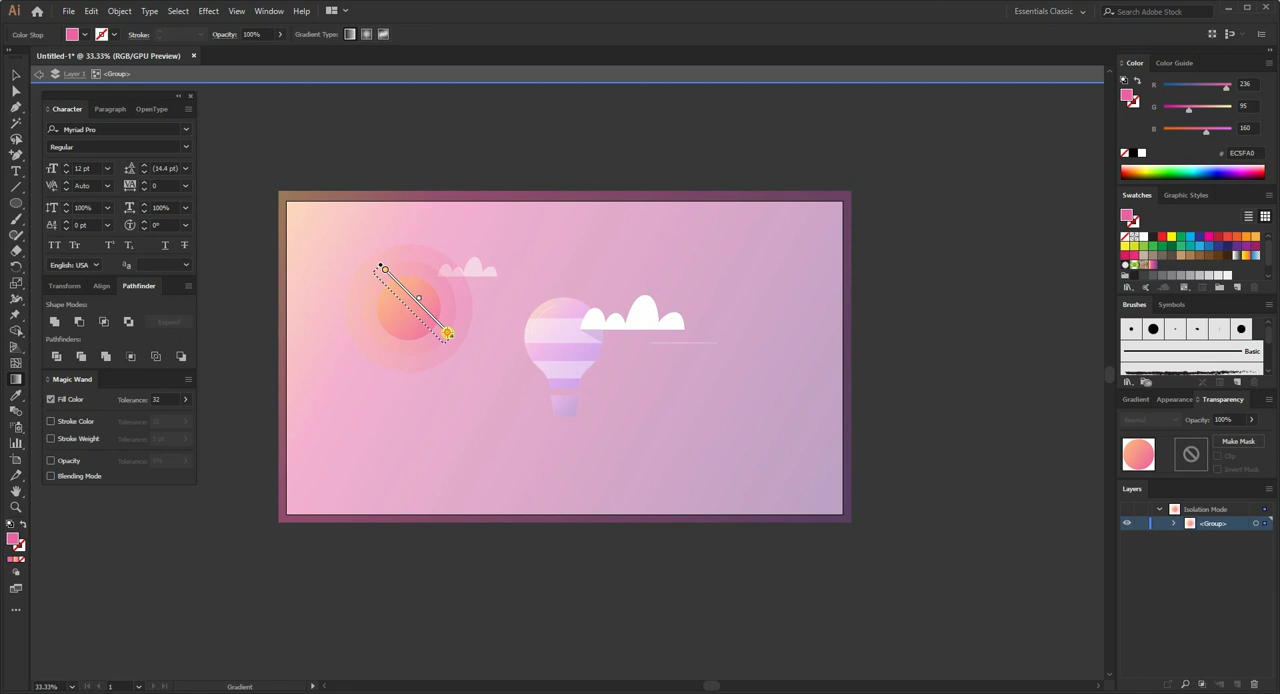 Ai File Edit Object Type Select Effect View Window Help Essentials Classic Search Adobe Stock
Color Stop Stroke: Opacity: 100% Gradient Type:
Untitled-1* @ 33.33% (RGB/GPU Preview) ×
Layer 1 <Group>
Color Color Guide
R 236
G 95
B 160
# EC5FA0
Character Paragraph OpenType
Myriad Pro
Regular
12 pt (14.4 pt)
Auto 0
100% 100%
0 pt 0°
English: USA
Transform Align Pathfinder
Shape Modes:
Expand
Pathfinders:
Magic Wand
Fill Color Tolerance: 32
Stroke Color Tolerance:
Stroke Weight Tolerance:
Opacity Tolerance:
Blending Mode
Swatches Graphic Styles
Brushes Symbols
Basic
Gradient Appearance Transparency
Normal Opacity: 100%
Make Mask
Clip
Invert Mask
Layers
Isolation Mode
<Group>
33.33% 1 Gradient